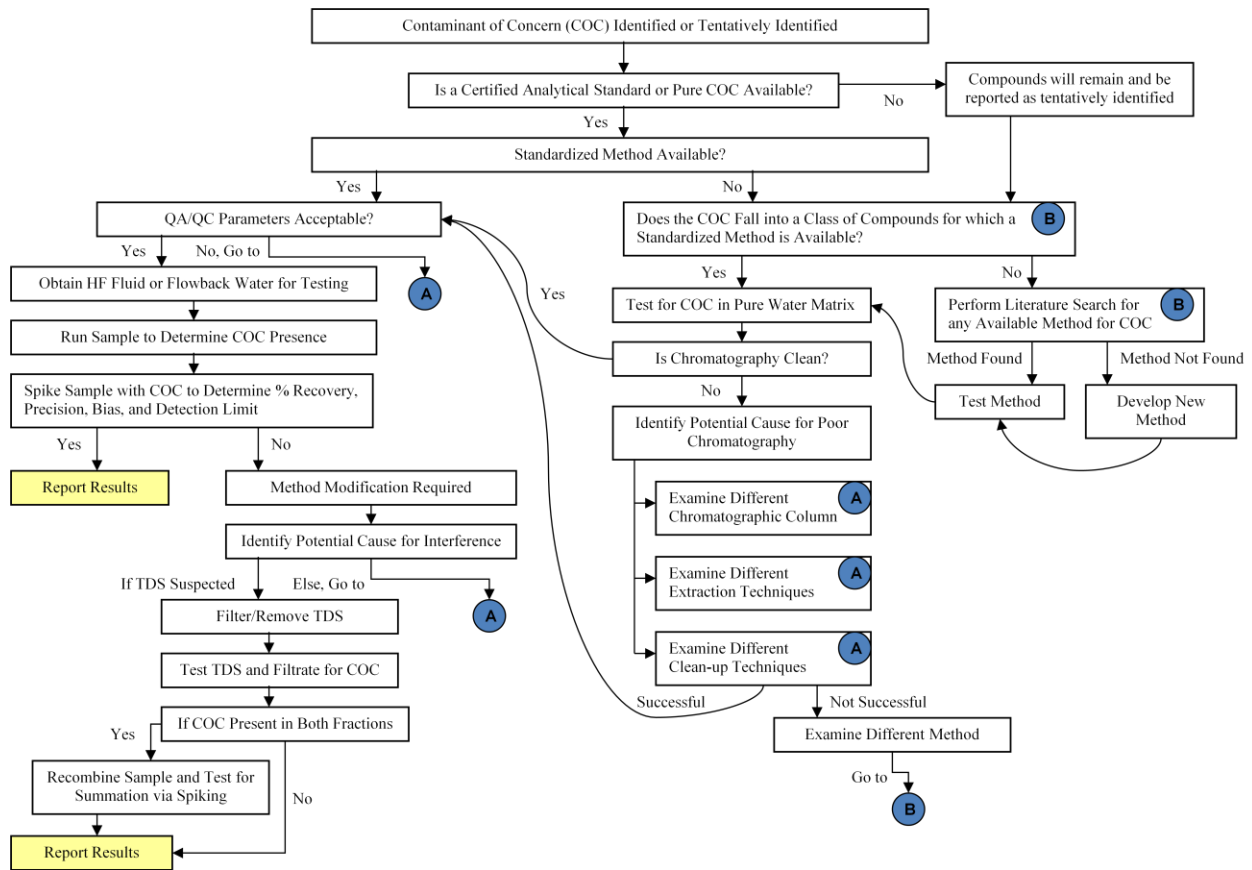 Contaminant of Concern (COC) Identified or Tentatively Identified
Is a Certified Analytical Standard or Pure COC Available?
No
Compounds will remain and be
reported as tentatively identified
Yes
Standardized Method Available?
Yes
No
QA/QC Parameters Acceptable?
Does the COC Fall into a Class of Compounds for which a
Standardized Method is Available?
B
Yes
No, Go to
A
Yes
No
Obtain HF Fluid or Flowback Water for Testing
Yes
Test for COC in Pure Water Matrix
Perform Literature Search for
any Available Method for COC
B
Run Sample to Determine COC Presence
Is Chromatography Clean?
Method Found
Method Not Found
Spike Sample with COC to Determine % Recovery,
Precision, Bias, and Detection Limit
No
Test Method
Develop New
Method
Yes
No
Identify Potential Cause for Poor
Chromatography
Report Results
Method Modification Required
Examine Different
Chromatographic Column
A
Identify Potential Cause for Interference
If TDS Suspected
Else, Go to
A
Examine Different
Extraction Techniques
A
Filter/Remove TDS
Test TDS and Filtrate for COC
Examine Different
Clean-up Techniques
A
Successful
Not Successful
If COC Present in Both Fractions
Examine Different Method
Yes
Recombine Sample and Test for
Summation via Spiking
No
Go to
B
Report Results